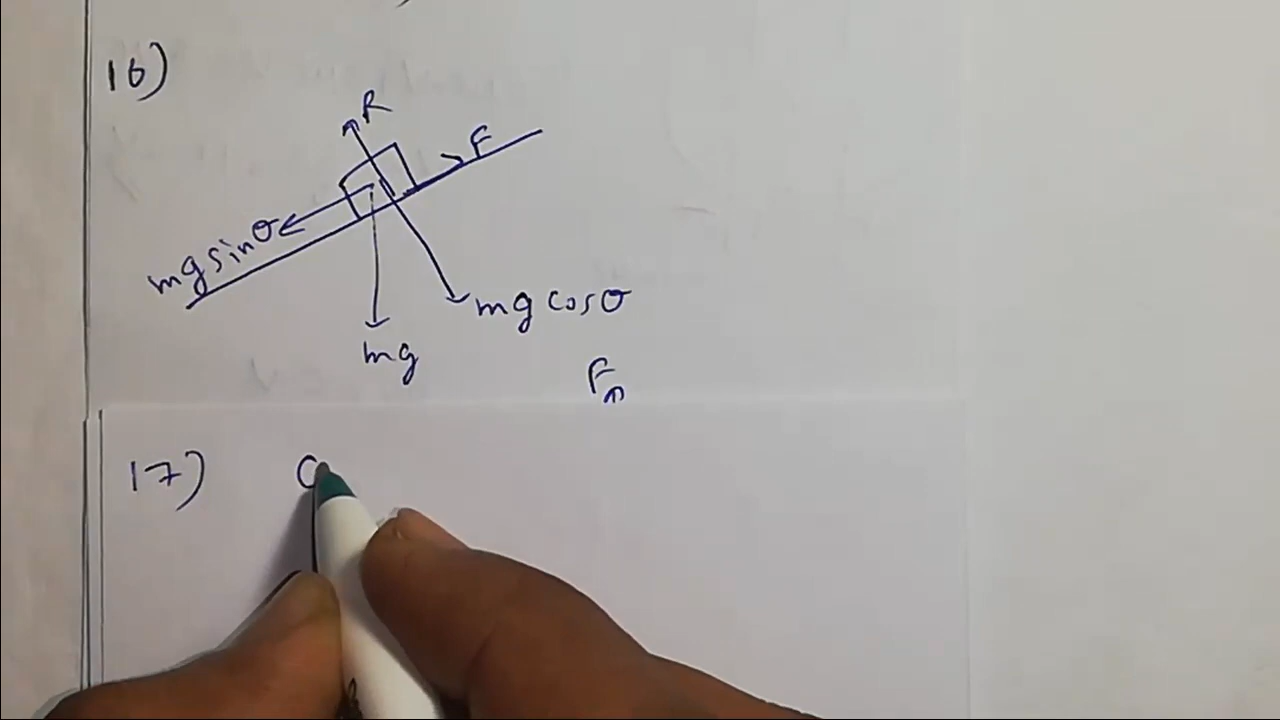 16)
R
F
mg sinθ
mg cosθ
mg
F
17)